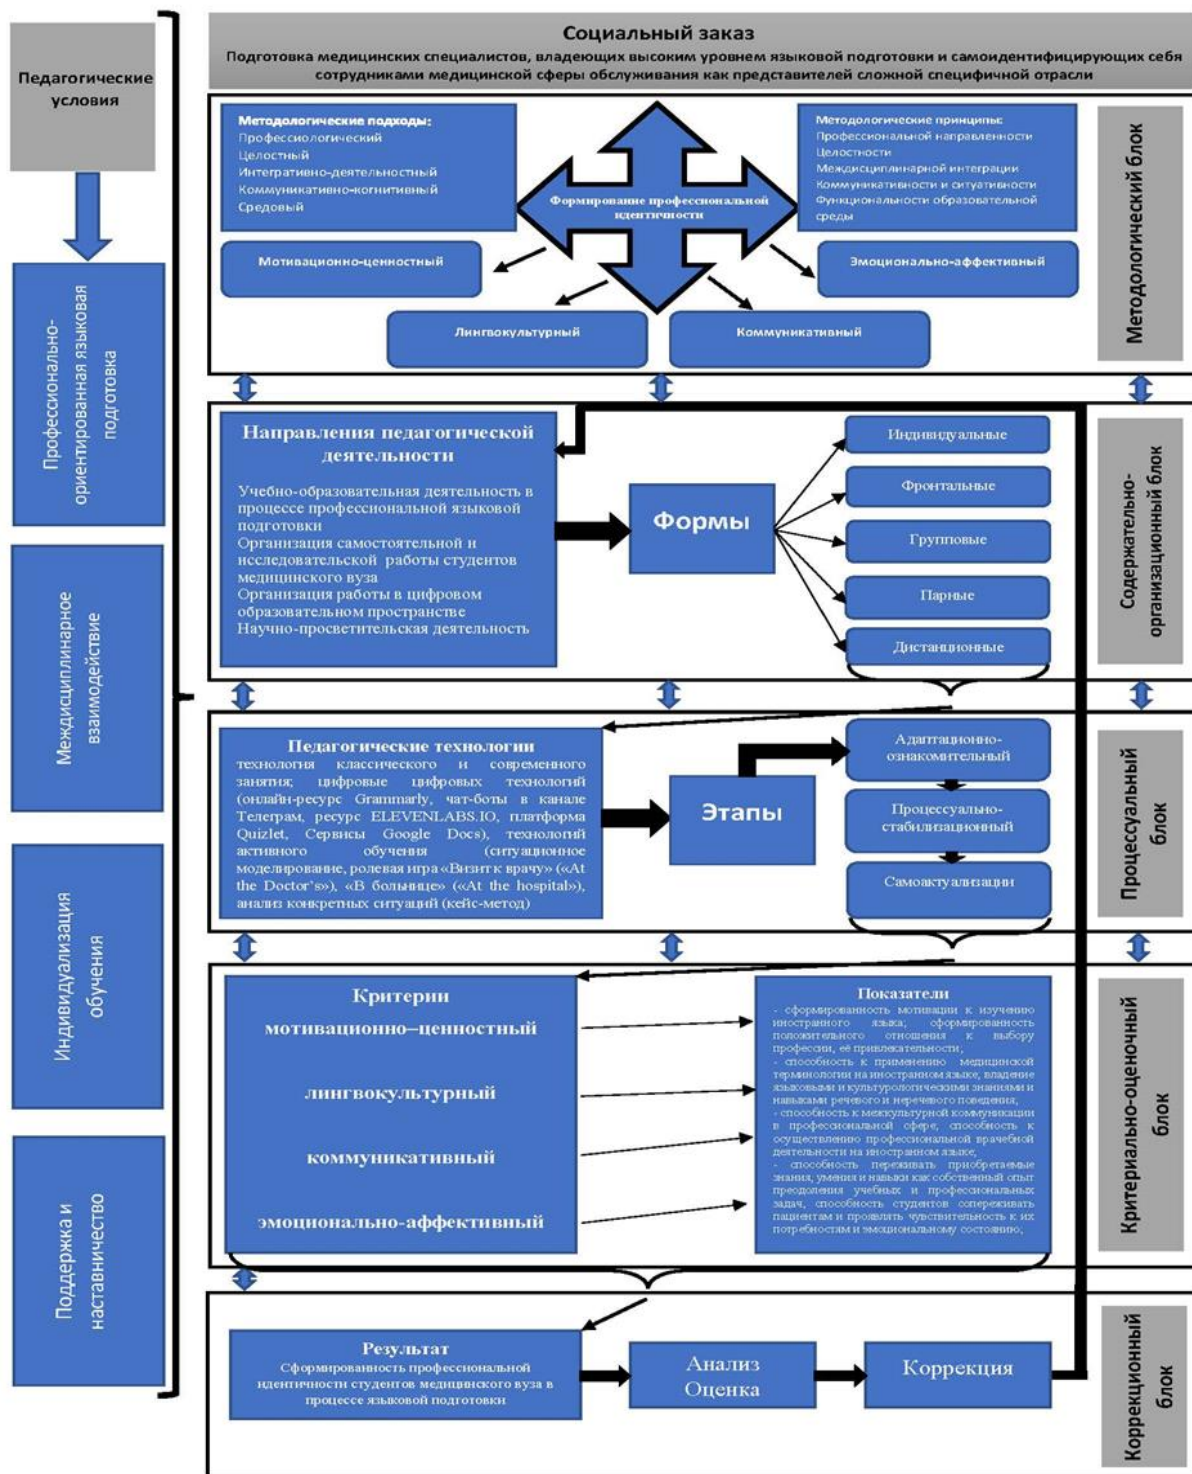 Педагогические
условия
Профессионально-
ориентированная языковая
подготовка
Междисциплинарное
взаимодействие
Индивидуализация
обучения
Поддержка и
наставничество
Социальный заказ
Подготовка медицинских специалистов, владеющих высоким уровнем языковой подготовки и самоидентифицирующих себя
сотрудниками медицинской сферы обслуживания как представителей сложной специфичной отрасли
Методологические подходы:
Профессиологический
Целостный
Интегративно-деятельностный
Коммуникативно-когнитивный
Средовый
Формирование профессиональной
идентичности
Методологические принципы:
Профессиональной направленности
Целостности
Междисциплинарной интеграции
Коммуникативности и ситуативности
Функциональности образовательной
среды
Мотивационно-ценностный
Эмоционально-аффективный
Лингвокультурный
Коммуникативный
Методологический блок
Направления педагогической
деятельности
Учебно-образовательная деятельность в
процессе профессиональной языковой
подготовки
Организация самостоятельной и
исследовательской работы студентов
медицинского вуза
Организация работы в цифровом
образовательном пространстве
Научно-просветительская деятельность
Формы
Индивидуальные
Фронтальные
Групповые
Парные
Дистанционные
Содержательно-
организационный блок
Педагогические технологии
технология классического и современного
занятия; цифровые цифровых технологий
(онлайн-ресурс Grammarly, чат-боты в канале
Телеграм, ресурс ELEVENLABS.IO, платформа
Quizlet, Сервисы Google Docs), технологий
активного обучения (ситуационное
моделирование, ролевая игра «Визит к врачу» («At
the Doctor's»), «В больнице» («At the hospital»),
анализ конкретных ситуаций (кейс-метод)
Этапы
Адаптационно-
ознакомительный
Процессуально-
стабилизационный
Самоактуализации
Процессуальный
блок
Критерии
мотивационно–ценностный
лингвокультурный
коммуникативный
эмоционально-аффективный
Показатели
- сформированность мотивации к изучению
иностранного языка; сформированность
положительного отношения к выбору
профессии, её привлекательности;
- способность к применению медицинской
терминологии на иностранном языке, владение
языковыми и культурологическими знаниями и
навыками речевого и неречевого поведения;
- способность к межкультурной коммуникации
в профессиональной сфере, способность к
осуществлению профессиональной врачебной
деятельности на иностранном языке;
- способность переживать приобретаемые
знания, умения и навыки как собственный опыт
преодоления учебных и профессиональных
задач, способность студентов сопереживать
пациентам и проявлять чувствительность к их
потребностям и эмоциональному состоянию,
Критериально-оценочный
блок
Результат
Сформированность профессиональной
идентичности студентов медицинского вуза в
процессе языковой подготовки
Анализ
Оценка
Коррекция
Коррекционный
блок